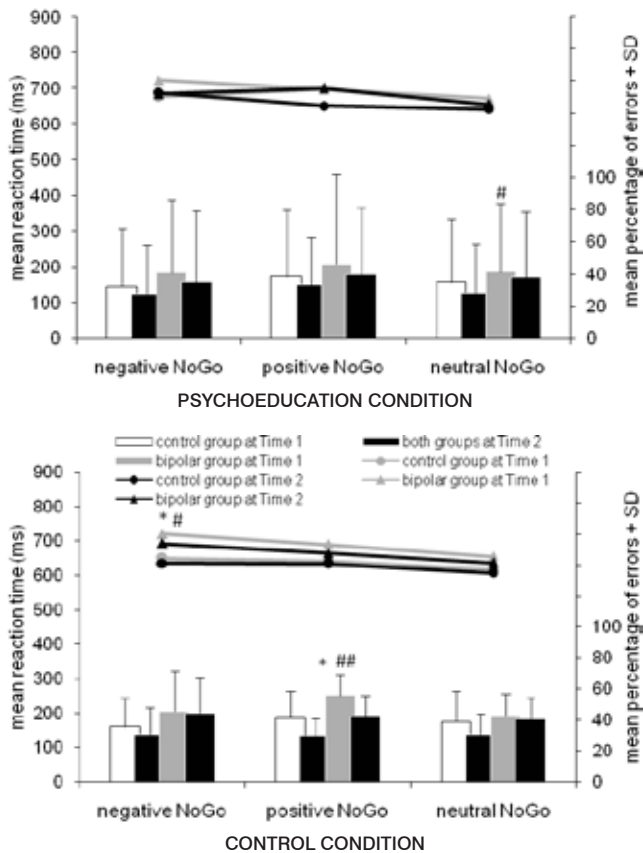 900
800
700
600
500
400
300
200
100
0
mean reaction time (ms)
100
80
60
40
20
0
mean percentage of errors + SD
#
negative NoGo positive NoGo neutral NoGo
PSYCHOEDUCATION CONDITION
control group at Time 1 both groups at Time 2
bipolar group at Time 1 control group at Time 1
control group at Time 2 bipolar group at Time 1
bipolar group at Time 2
900
800
700
600
500
400
300
200
100
0
mean reaction time (ms)
100
80
60
40
20
0
mean percentage of errors + SD
* #
* ##
negative NoGo positive NoGo neutral NoGo
CONTROL CONDITION